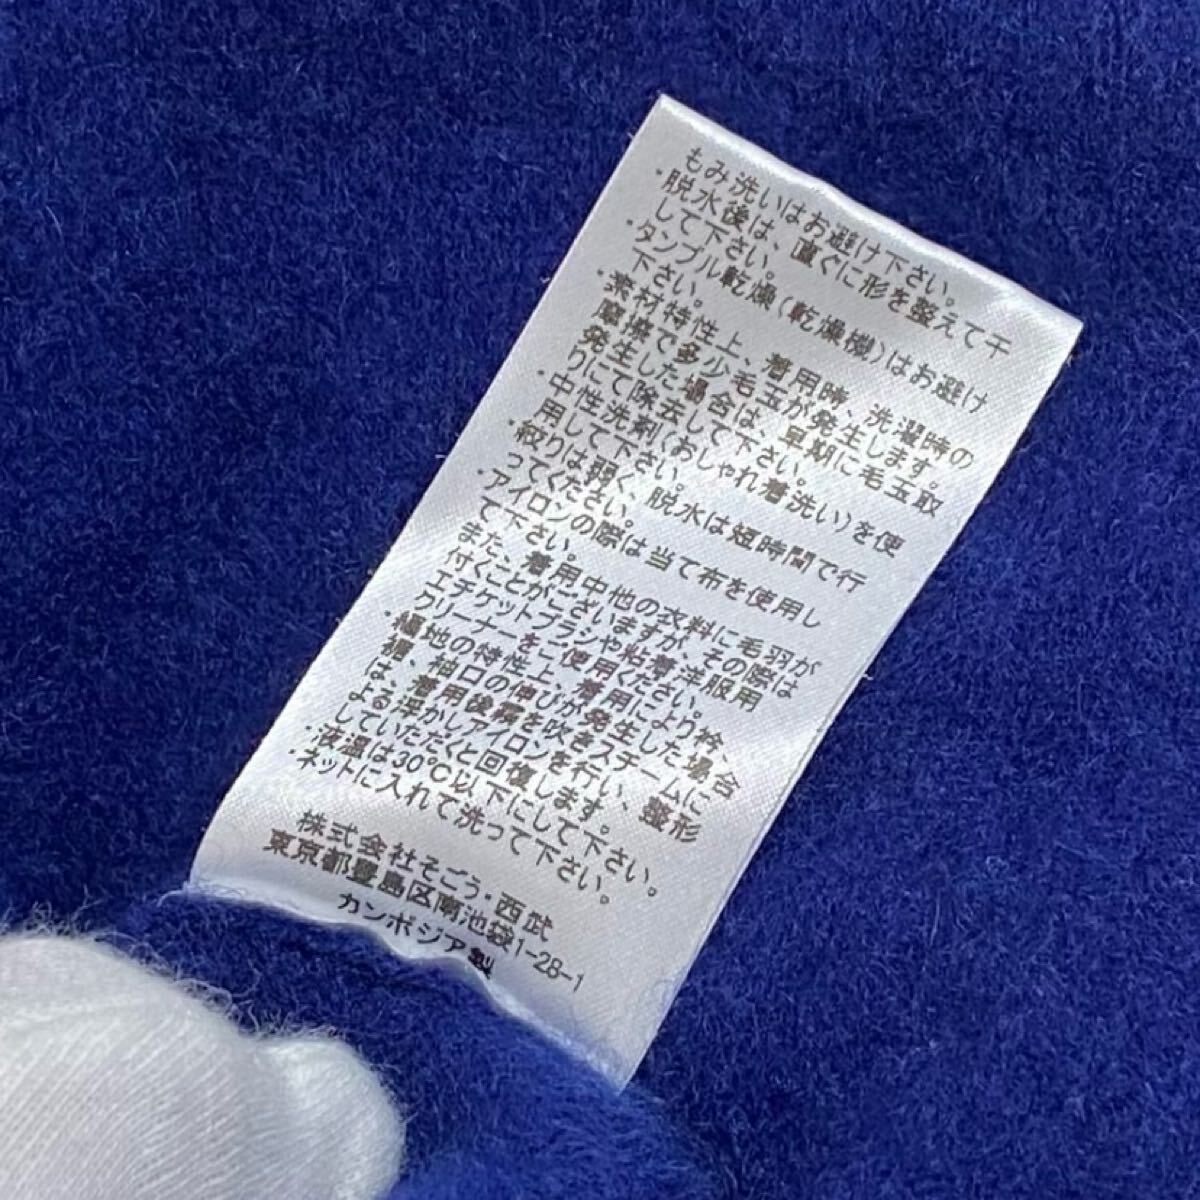 もみ洗いはお避け下さい。
・脱水後は、直ぐに形を整えて干
して下さい。
・タンブル乾燥(乾燥機)はお避け
下さい。
・素材特性上、着用時、洗濯時の
摩擦で多少毛玉が発生します。
発生した場合は、早期に毛玉取
りにて除去して下さい。
・中性洗剤(おしゃれ着洗い)を使
用して下さい。
・絞りは弱く、脱水は短時間で行
ってください。
・アイロンの際は当て布を使用し
て下さい。
また、着用中他の衣料に毛羽が
付くことがございますが、その際は
エチケットブラシや粘着洋服用
クリーナーをご使用ください。
・編地の特性上、着用により衿、
裾、袖口の伸びが発生した場合
は、着用後霧を吹きスチームに
よる浮かしアイロンを行い、整形
していただくと回復します。
・液温は30℃以下にして下さい。
・ネットに入れて洗って下さい。
株式会社そごう・西武
東京都豊島区南池袋1-28-1
カンボジア製